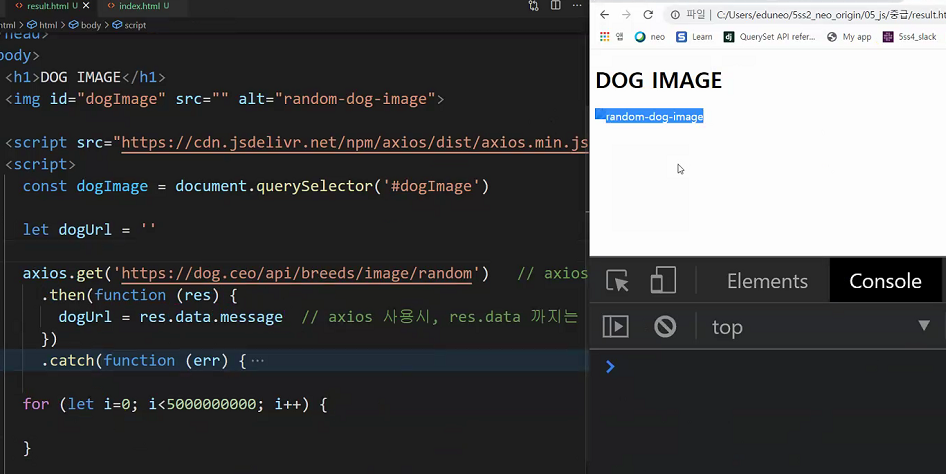 result.html U
index.html U
html > html > body > script
head>
body>
<h1>DOG IMAGE</h1>
<img id="dogImage" src="" alt="random-dog-image">
<script src="https://cdn.jsdelivr.net/npm/axios/dist/axios.min.js
<script>
const dogImage = document.querySelector('#dogImage')
let dogUrl = ''
axios.get('https://dog.ceo/api/breeds/image/random') // axios
.then(function (res) {
dogUrl = res.data.message // axios 사용시, res.data 까지는
})
.catch(function (err) { ...
for (let i=0; i<5000000000; i++) {
}
파일 | C:/Users/eduneo/5ss2_neo_origin/05_js/중급/result.ht
앱 neo Learn QuerySet API refer... My app 5ss4_slack
DOG IMAGE
random-dog-image
Elements Console
top